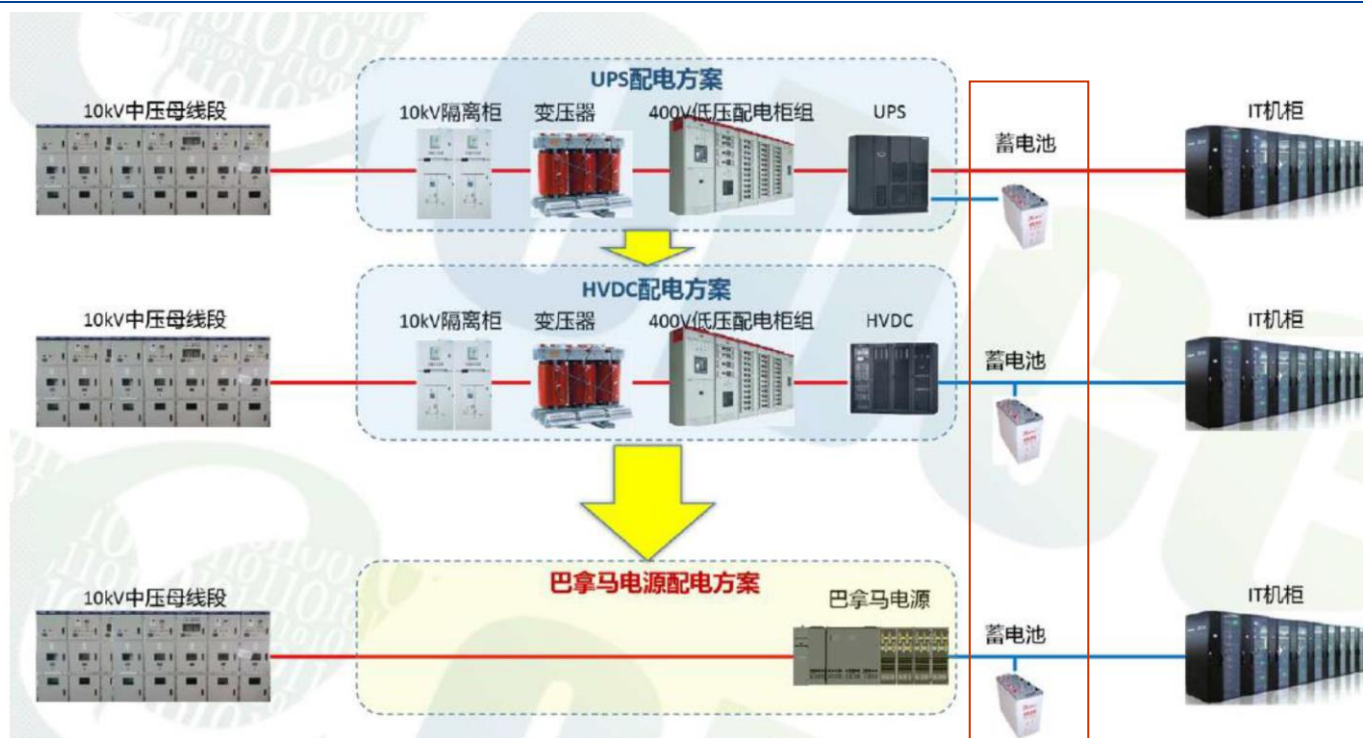 UPS配电方案
10kV中压母线段
10kV隔离柜
变压器
400V低压配电柜组
UPS
蓄电池
IT机柜
HVDC配电方案
10kV中压母线段
10kV隔离柜
变压器
400V低压配电柜组
HVDC
蓄电池
IT机柜
巴拿马电源配电方案
10kV中压母线段
巴拿马电源
蓄电池
IT机柜